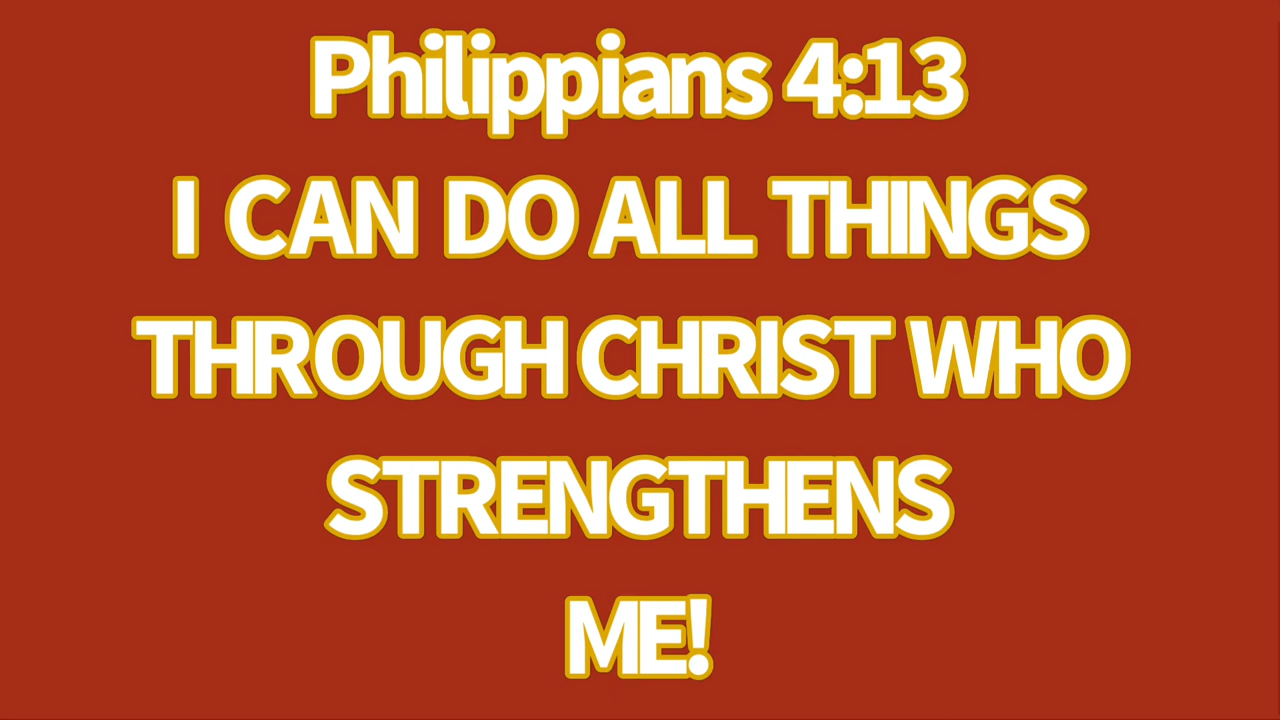 Philippians 4:13
I CAN DO ALL THINGS
THROUGH CHRIST WHO
STRENGTHENS
ME!